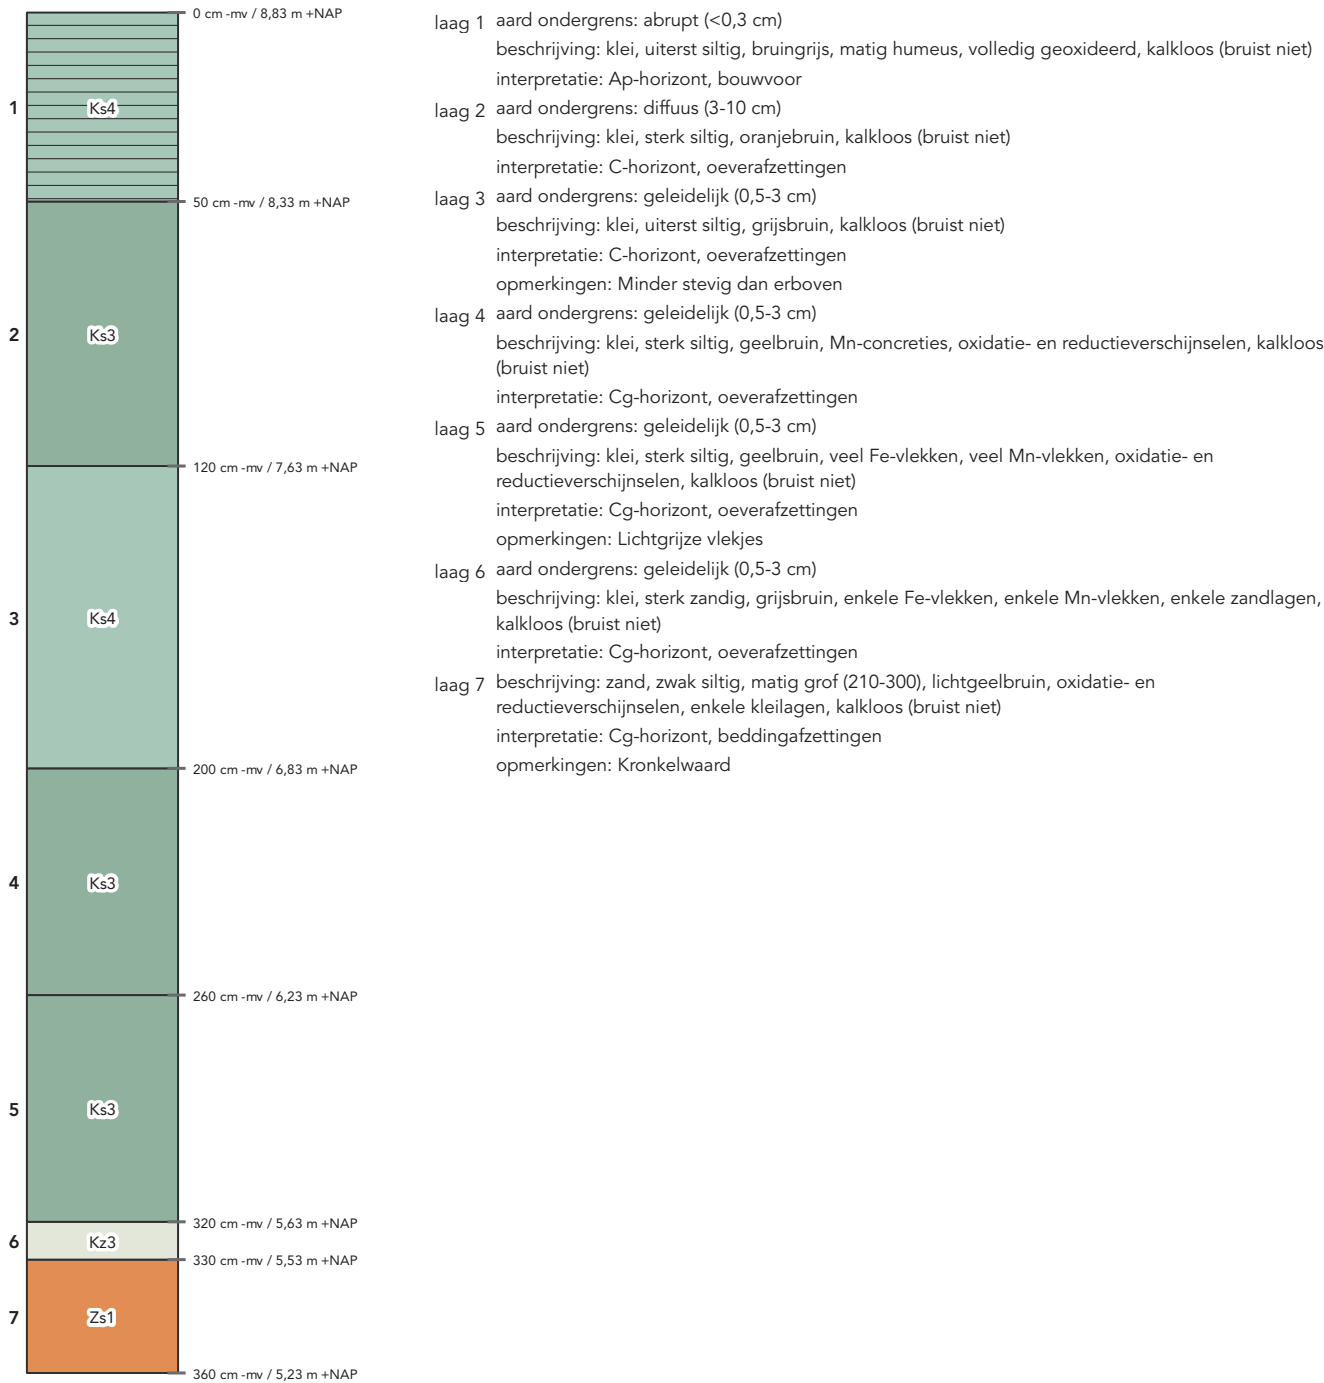 0 cm -mv / 8,83 m +NAP
1
Ks4
50 cm -mv / 8,33 m +NAP
2
Ks3
120 cm -mv / 7,63 m +NAP
3
Ks4
200 cm -mv / 6,83 m +NAP
4
Ks3
260 cm -mv / 6,23 m +NAP
5
Ks3
320 cm -mv / 5,63 m +NAP
6
Kz3
330 cm -mv / 5,53 m +NAP
7
Zs1
360 cm -mv / 5,23 m +NAP
laag 1 aard ondergrens: abrupt (<0,3 cm)
beschrijving: klei, uiterst siltig, bruingrijs, matig humeus, volledig geoxideerd, kalkloos (bruist niet)
interpretatie: Ap-horizont, bouwvoor
laag 2 aard ondergrens: diffuus (3-10 cm)
beschrijving: klei, sterk siltig, oranjebruin, kalkloos (bruist niet)
interpretatie: C-horizont, oeverafzettingen
laag 3 aard ondergrens: geleidelijk (0,5-3 cm)
beschrijving: klei, uiterst siltig, grijsbruin, kalkloos (bruist niet)
interpretatie: C-horizont, oeverafzettingen
opmerkingen: Minder stevig dan erboven
laag 4 aard ondergrens: geleidelijk (0,5-3 cm)
beschrijving: klei, sterk siltig, geelbruin, Mn-concreties, oxidatie- en reductieverschijnselen, kalkloos
(bruist niet)
interpretatie: Cg-horizont, oeverafzettingen
laag 5 aard ondergrens: geleidelijk (0,5-3 cm)
beschrijving: klei, sterk siltig, geelbruin, veel Fe-vlekken, veel Mn-vlekken, oxidatie- en
reductieverschijnselen, kalkloos (bruist niet)
interpretatie: Cg-horizont, oeverafzettingen
opmerkingen: Lichtgrijze vlekjes
laag 6 aard ondergrens: geleidelijk (0,5-3 cm)
beschrijving: klei, sterk zandig, grijsbruin, enkele Fe-vlekken, enkele Mn-vlekken, enkele zandlagen,
kalkloos (bruist niet)
interpretatie: Cg-horizont, oeverafzettingen
laag 7 beschrijving: zand, zwak siltig, matig grof (210-300), lichtgeelbruin, oxidatie- en
reductieverschijnselen, enkele kleilagen, kalkloos (bruist niet)
interpretatie: Cg-horizont, beddingafzettingen
opmerkingen: Kronkelwaard